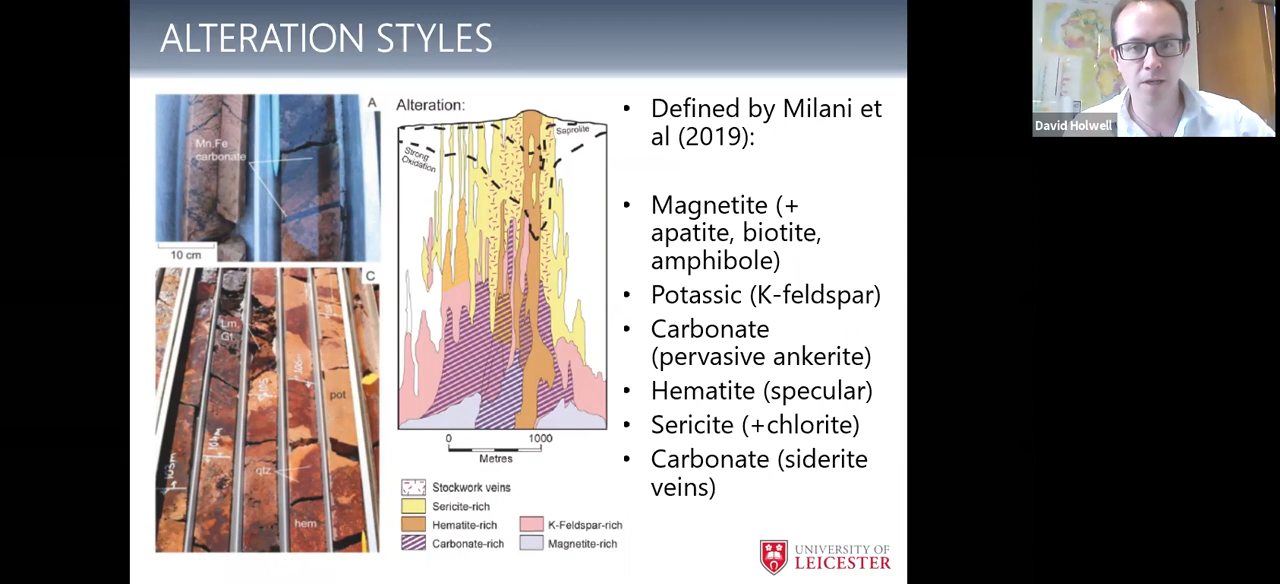 ALTERATION STYLES
A
Mn.Fe
carbonate
10 cm
C
Lm.
Gt
pot
qtz
hem
Alteration:
Saprolite
Strong
Oxidation
0 1000
Metres
Stockwork veins
Sericite-rich
Hematite-rich
K-Feldspar-rich
Carbonate-rich
Magnetite-rich
• Defined by Milani et
al (2019):
• Magnetite (+
apatite, biotite,
amphibole)
• Potassic (K-feldspar)
• Carbonate
(pervasive ankerite)
• Hematite (specular)
• Sericite (+chlorite)
• Carbonate (siderite
veins)
UNIVERSITY OF
LEICESTER
David Holwell